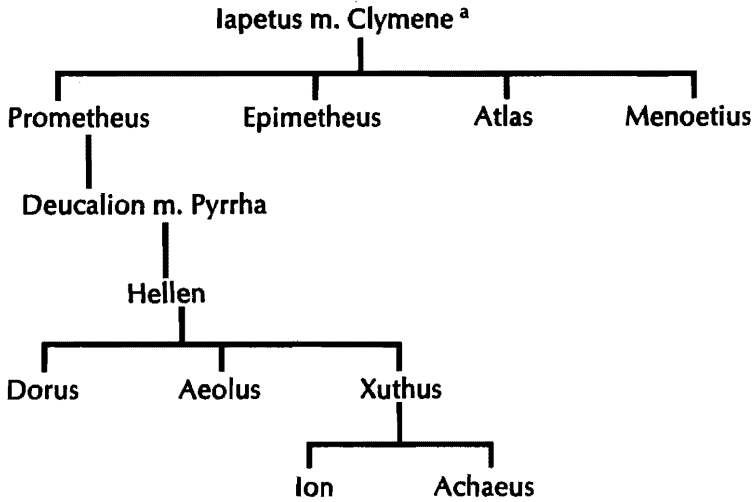 Iapetus m. Clymene a
Prometheus Epimetheus Atlas Menoetius
Deucalion m. Pyrrha
Hellen
Dorus Aeolus Xuthus
Ion Achaeus